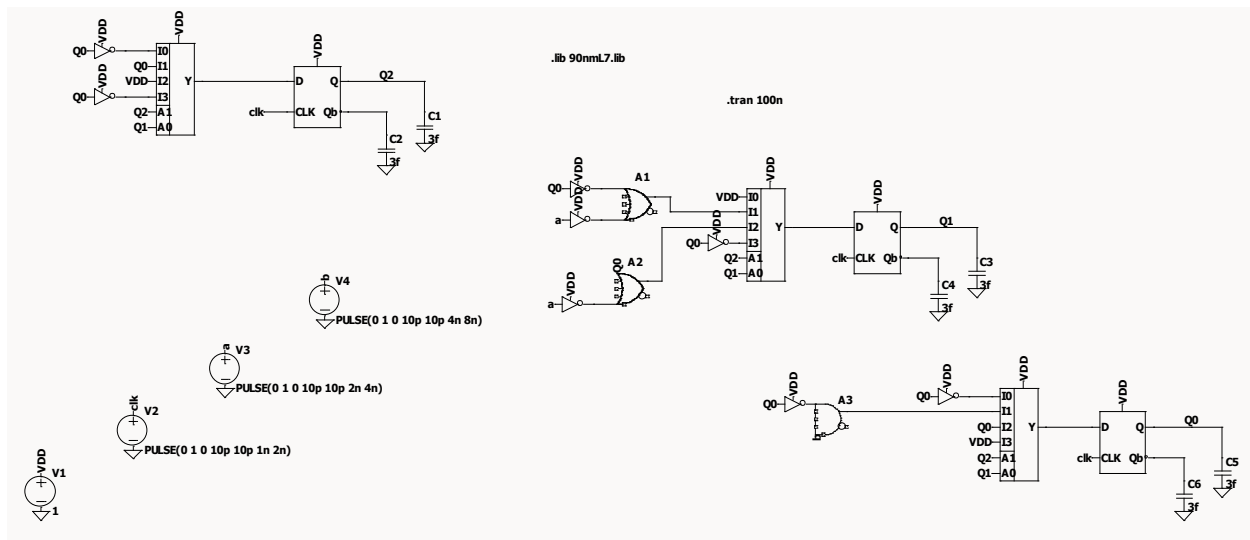 VDD
Q0
VDD
I0
Q0
I1
VDD
I2
Y
Q0
I3
Q2
A1
Q1
A0
VDD
D
Q
Q2
clk
CLK
Qb
C1
3f
C2
3f
.lib 90nmL7.lib
.tran 100n
VDD
Q0
VDD
a
A1
VDD
VDD
I0
I1
I2
Y
VDD
Q0
I3
Q2
A1
Q1
A0
VDD
a
Q0
A2
VDD
D
Q
Q1
clk
CLK
Qb
C3
3f
C4
3f
b
V4
PULSE(0 1 0 10p 10p 4n 8n)
a
V3
PULSE(0 1 0 10p 10p 2n 4n)
clk
V2
PULSE(0 1 0 10p 10p 1n 2n)
VDD
V1
1
VDD
Q0
b
A3
VDD
Q0
VDD
I0
I1
Q0
I2
Y
VDD
I3
Q2
A1
Q1
A0
VDD
D
Q
Q0
clk
CLK
Qb
C5
3f
C6
3f